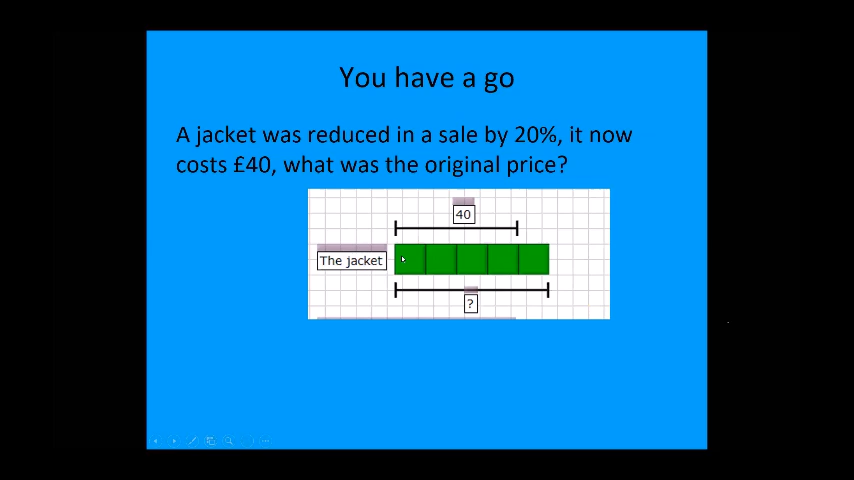 You have a go
A jacket was reduced in a sale by 20%, it now
costs £40, what was the original price?
40
The jacket
?